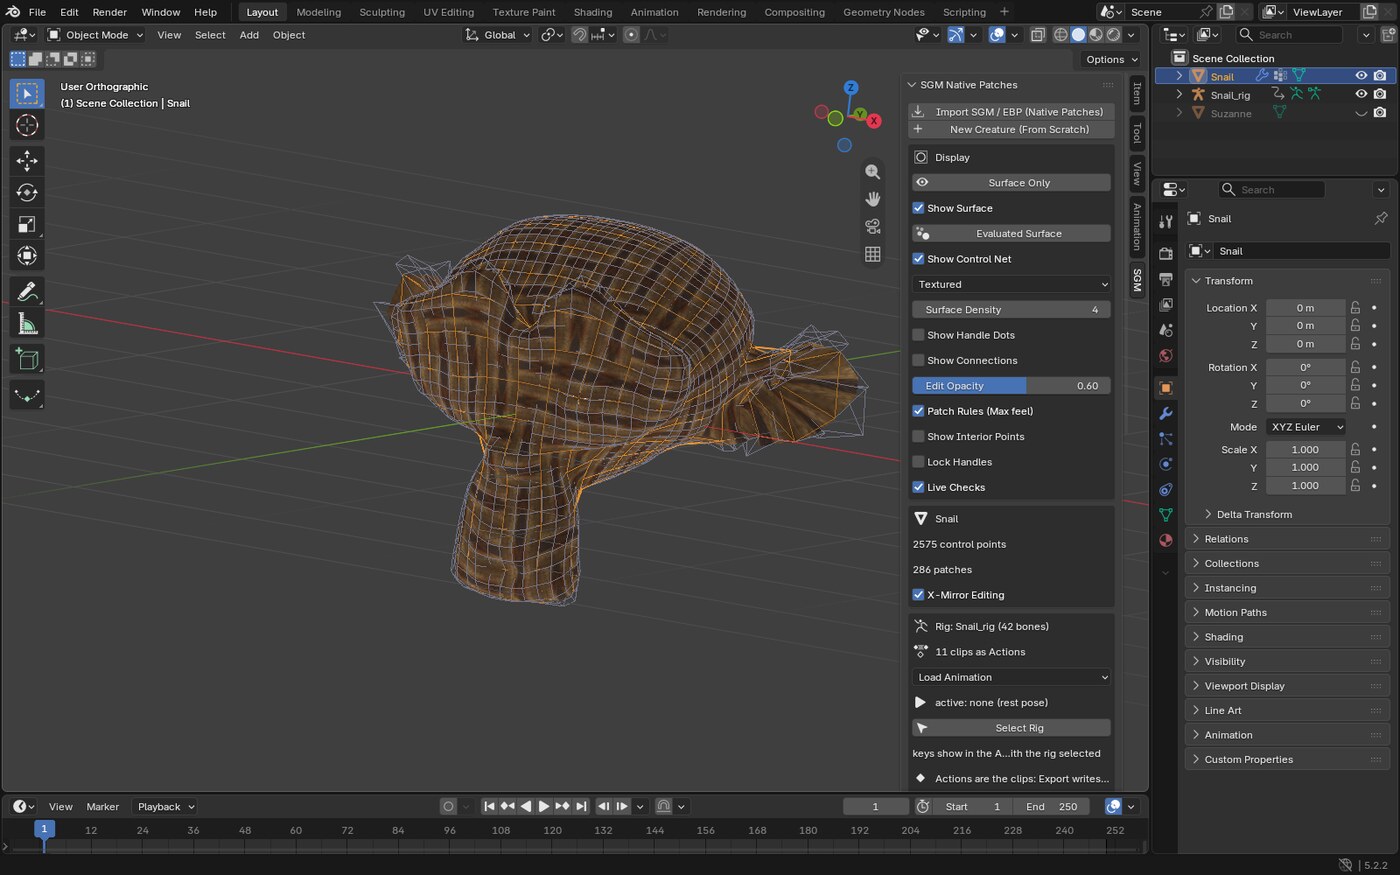 File Edit Render Window Help Layout Modeling Sculpting UV Editing Texture Paint Shading Animation Rendering Compositing Geometry Nodes Scripting + Scene ViewLayer
Object Mode View Select Add Object Global Search
Options
User Orthographic
(1) Scene Collection | Snail
Z
Y
X
SGM Native Patches
Import SGM / EBP (Native Patches)
New Creature (From Scratch)
Display
Surface Only
Show Surface
Evaluated Surface
Show Control Net
Textured
Surface Density 4
Show Handle Dots
Show Connections
Edit Opacity 0.60
Patch Rules (Max feel)
Show Interior Points
Lock Handles
Live Checks
Snail
2575 control points
286 patches
X-Mirror Editing
Rig: Snail_rig (42 bones)
11 clips as Actions
Load Animation
active: none (rest pose)
Select Rig
keys show in the A...ith the rig selected
Actions are the clips: Export writes...
Item
Tool
View
Animation
SGM
Scene Collection
Snail
Snail_rig
Suzanne
Search
Snail
Snail
Transform
Location X 0 m
Y 0 m
Z 0 m
Rotation X 0°
Y 0°
Z 0°
Mode XYZ Euler
Scale X 1.000
Y 1.000
Z 1.000
Delta Transform
Relations
Collections
Instancing
Motion Paths
Shading
Visibility
Viewport Display
Line Art
Animation
Custom Properties
View Marker Playback 1 Start 1 End 250
1 12 24 36 48 60 72 84 96 108 120 132 144 156 168 180 192 204 216 228 240 252
5.2.2